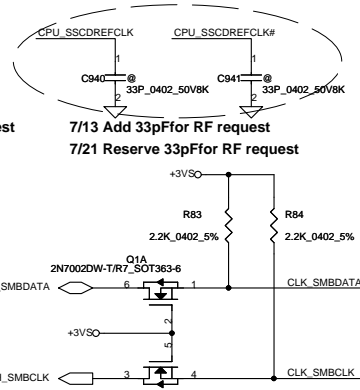 CPU_SSCDREFCLK
CPU_SSCDREFCLK#
1
1
C940
@
C941
@
33P_0402_50V8K
33P_0402_50V8K
2
2
7/13 Add 33pFfor RF request
7/21 Reserve 33pFfor RF request
+3VS
R83
R84
2.2K_0402_5%
2.2K_0402_5%
Q1A
2N7002DW-T/R7_SOT363-6
SMBDATA
6
1
CLK_SMBDATA
2
+3VS
5
SMBCLK
3
4
CLK_SMBCLK